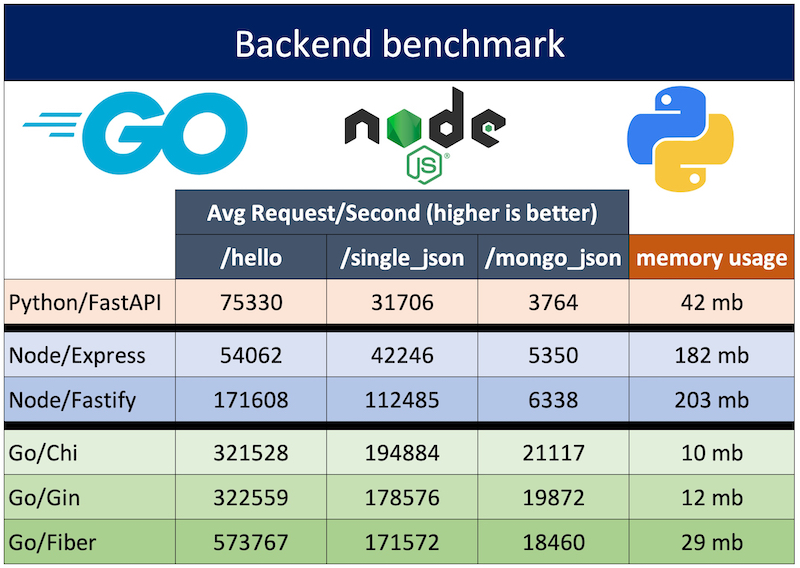 Backend benchmark
GO
node
JS ®
Avg Request/Second (higher is better)
/hello /single_json /mongo_json memory usage
Python/FastAPI 75330 31706 3764 42 mb
Node/Express 54062 42246 5350 182 mb
Node/Fastify 171608 112485 6338 203 mb
Go/Chi 321528 194884 21117 10 mb
Go/Gin 322559 178576 19872 12 mb
Go/Fiber 573767 171572 18460 29 mb